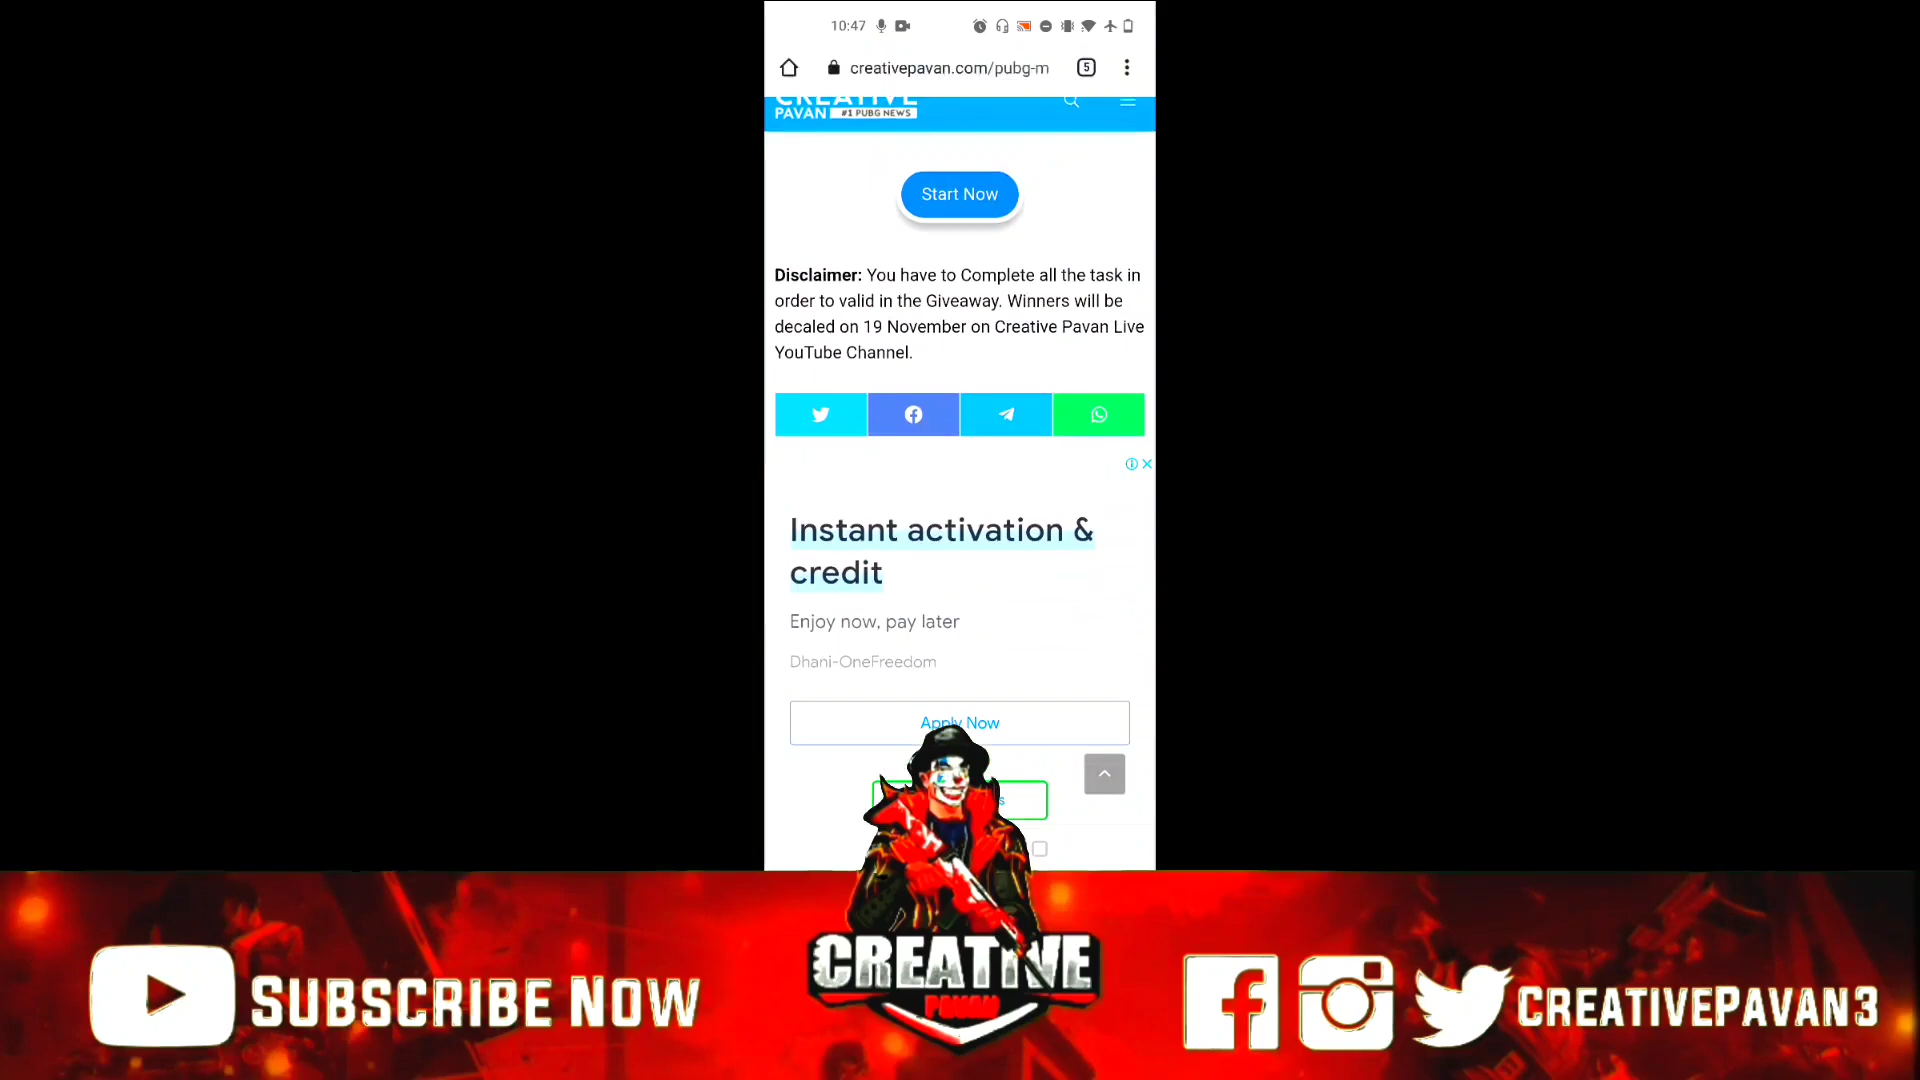 10:47
creativepavan.com/pubg-m
5
CREATIVE
PAVAN #1 PUBG NEWS
Start Now
Disclaimer: You have to Complete all the task in
order to valid in the Giveaway. Winners will be
decaled on 19 November on Creative Pavan Live
YouTube Channel.
Instant activation &
credit
Enjoy now, pay later
Dhani-OneFreedom
Apply Now
SUBSCRIBE NOW
CREATIVE
PAVAN
CREATIVEPAVAN3